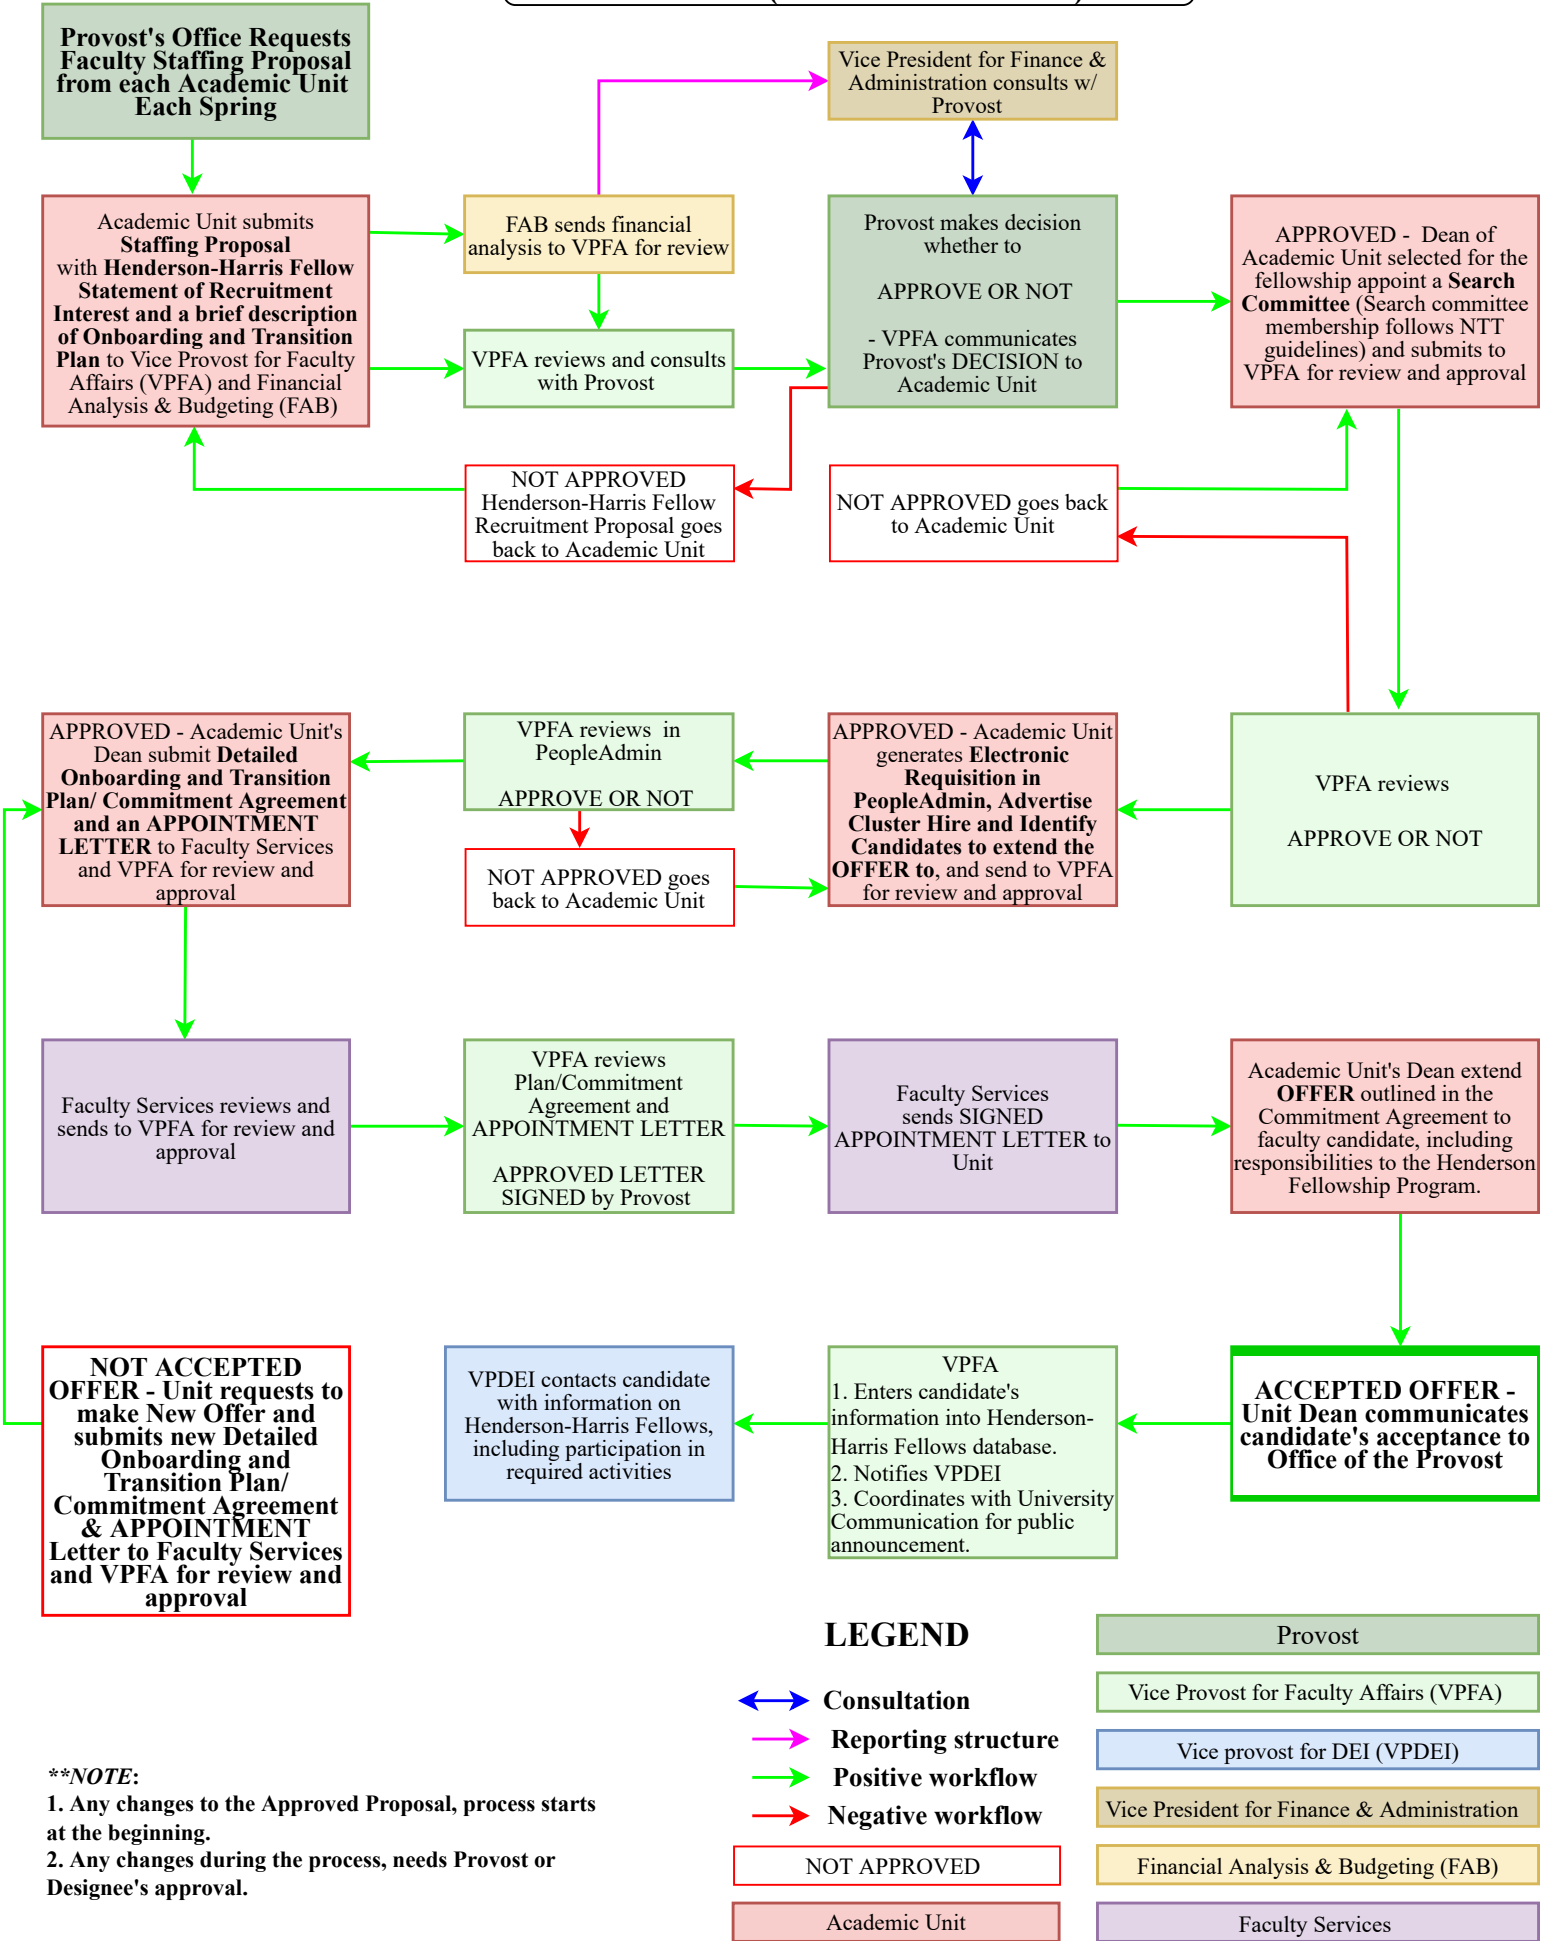 Provost's Office Requests
Faculty Staffing Proposal
from each Academic Unit
Each Spring
Vice President for Finance &
Administration consults w/
Provost
Academic Unit submits
Staffing Proposal
with Henderson-Harris Fellow
Statement of Recruitment
Interest and a brief description
of Onboarding and Transition
Plan to Vice Provost for Faculty
Affairs (VPFA) and Financial
Analysis & Budgeting (FAB)
FAB sends financial
analysis to VPFA for review
VPFA reviews and consults
with Provost
Provost makes decision
whether to
APPROVE OR NOT
- VPFA communicates
Provost's DECISION to
Academic Unit
APPROVED -  Dean of
Academic Unit selected for the
fellowship appoint a Search
Committee (Search committee
membership follows NTT
guidelines) and submits to
VPFA for review and approval
NOT APPROVED
Henderson-Harris Fellow
Recruitment Proposal goes
back to Academic Unit
NOT APPROVED goes back
to Academic Unit
APPROVED - Academic Unit's
Dean submit Detailed
Onboarding and Transition
Plan/ Commitment Agreement
and an APPOINTMENT
LETTER to Faculty Services
and VPFA for review and
approval
VPFA reviews  in
PeopleAdmin
APPROVE OR NOT
NOT APPROVED goes
back to Academic Unit
APPROVED - Academic Unit
generates Electronic
Requisition in
PeopleAdmin, Advertise
Cluster Hire and Identify
Candidates to extend the
OFFER to, and send to VPFA
for review and approval
VPFA reviews
APPROVE OR NOT
Faculty Services reviews and
sends to VPFA for review and
approval
VPFA reviews
Plan/Commitment
Agreement and
APPOINTMENT LETTER
APPROVED LETTER
SIGNED by Provost
Faculty Services
sends SIGNED
APPOINTMENT LETTER to
Unit
Academic Unit's Dean extend
OFFER outlined in the
Commitment Agreement to
faculty candidate, including
responsibilities to the Henderson
Fellowship Program.
NOT ACCEPTED
OFFER - Unit requests to
make New Offer and
submits new Detailed
Onboarding and
Transition Plan/
Commitment Agreement
& APPOINTMENT
Letter to Faculty Services
and VPFA for review and
approval
VPDEI contacts candidate
with information on
Henderson-Harris Fellows,
including participation in
required activities
VPFA
1. Enters candidate's
information into Henderson-
Harris Fellows database.
2. Notifies VPDEI
3. Coordinates with University
Communication for public
announcement.
ACCEPTED OFFER -
Unit Dean communicates
candidate's acceptance to
Office of the Provost
LEGEND
Consultation
Reporting structure
Positive workflow
Negative workflow
NOT APPROVED
Academic Unit
Provost
Vice Provost for Faculty Affairs (VPFA)
Vice provost for DEI (VPDEI)
Vice President for Finance & Administration
Financial Analysis & Budgeting (FAB)
Faculty Services
**NOTE:
1. Any changes to the Approved Proposal, process starts
at the beginning.
2. Any changes during the process, needs Provost or
Designee's approval.